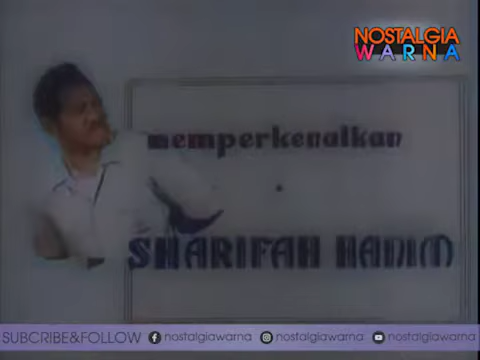 NOSTALGIA
WARNA
memperkenalkan
SHARIFAH HANIM
SUBCRIBE&FOLLOW nostalgiawarna nostalgiawarna nostalgiawarna